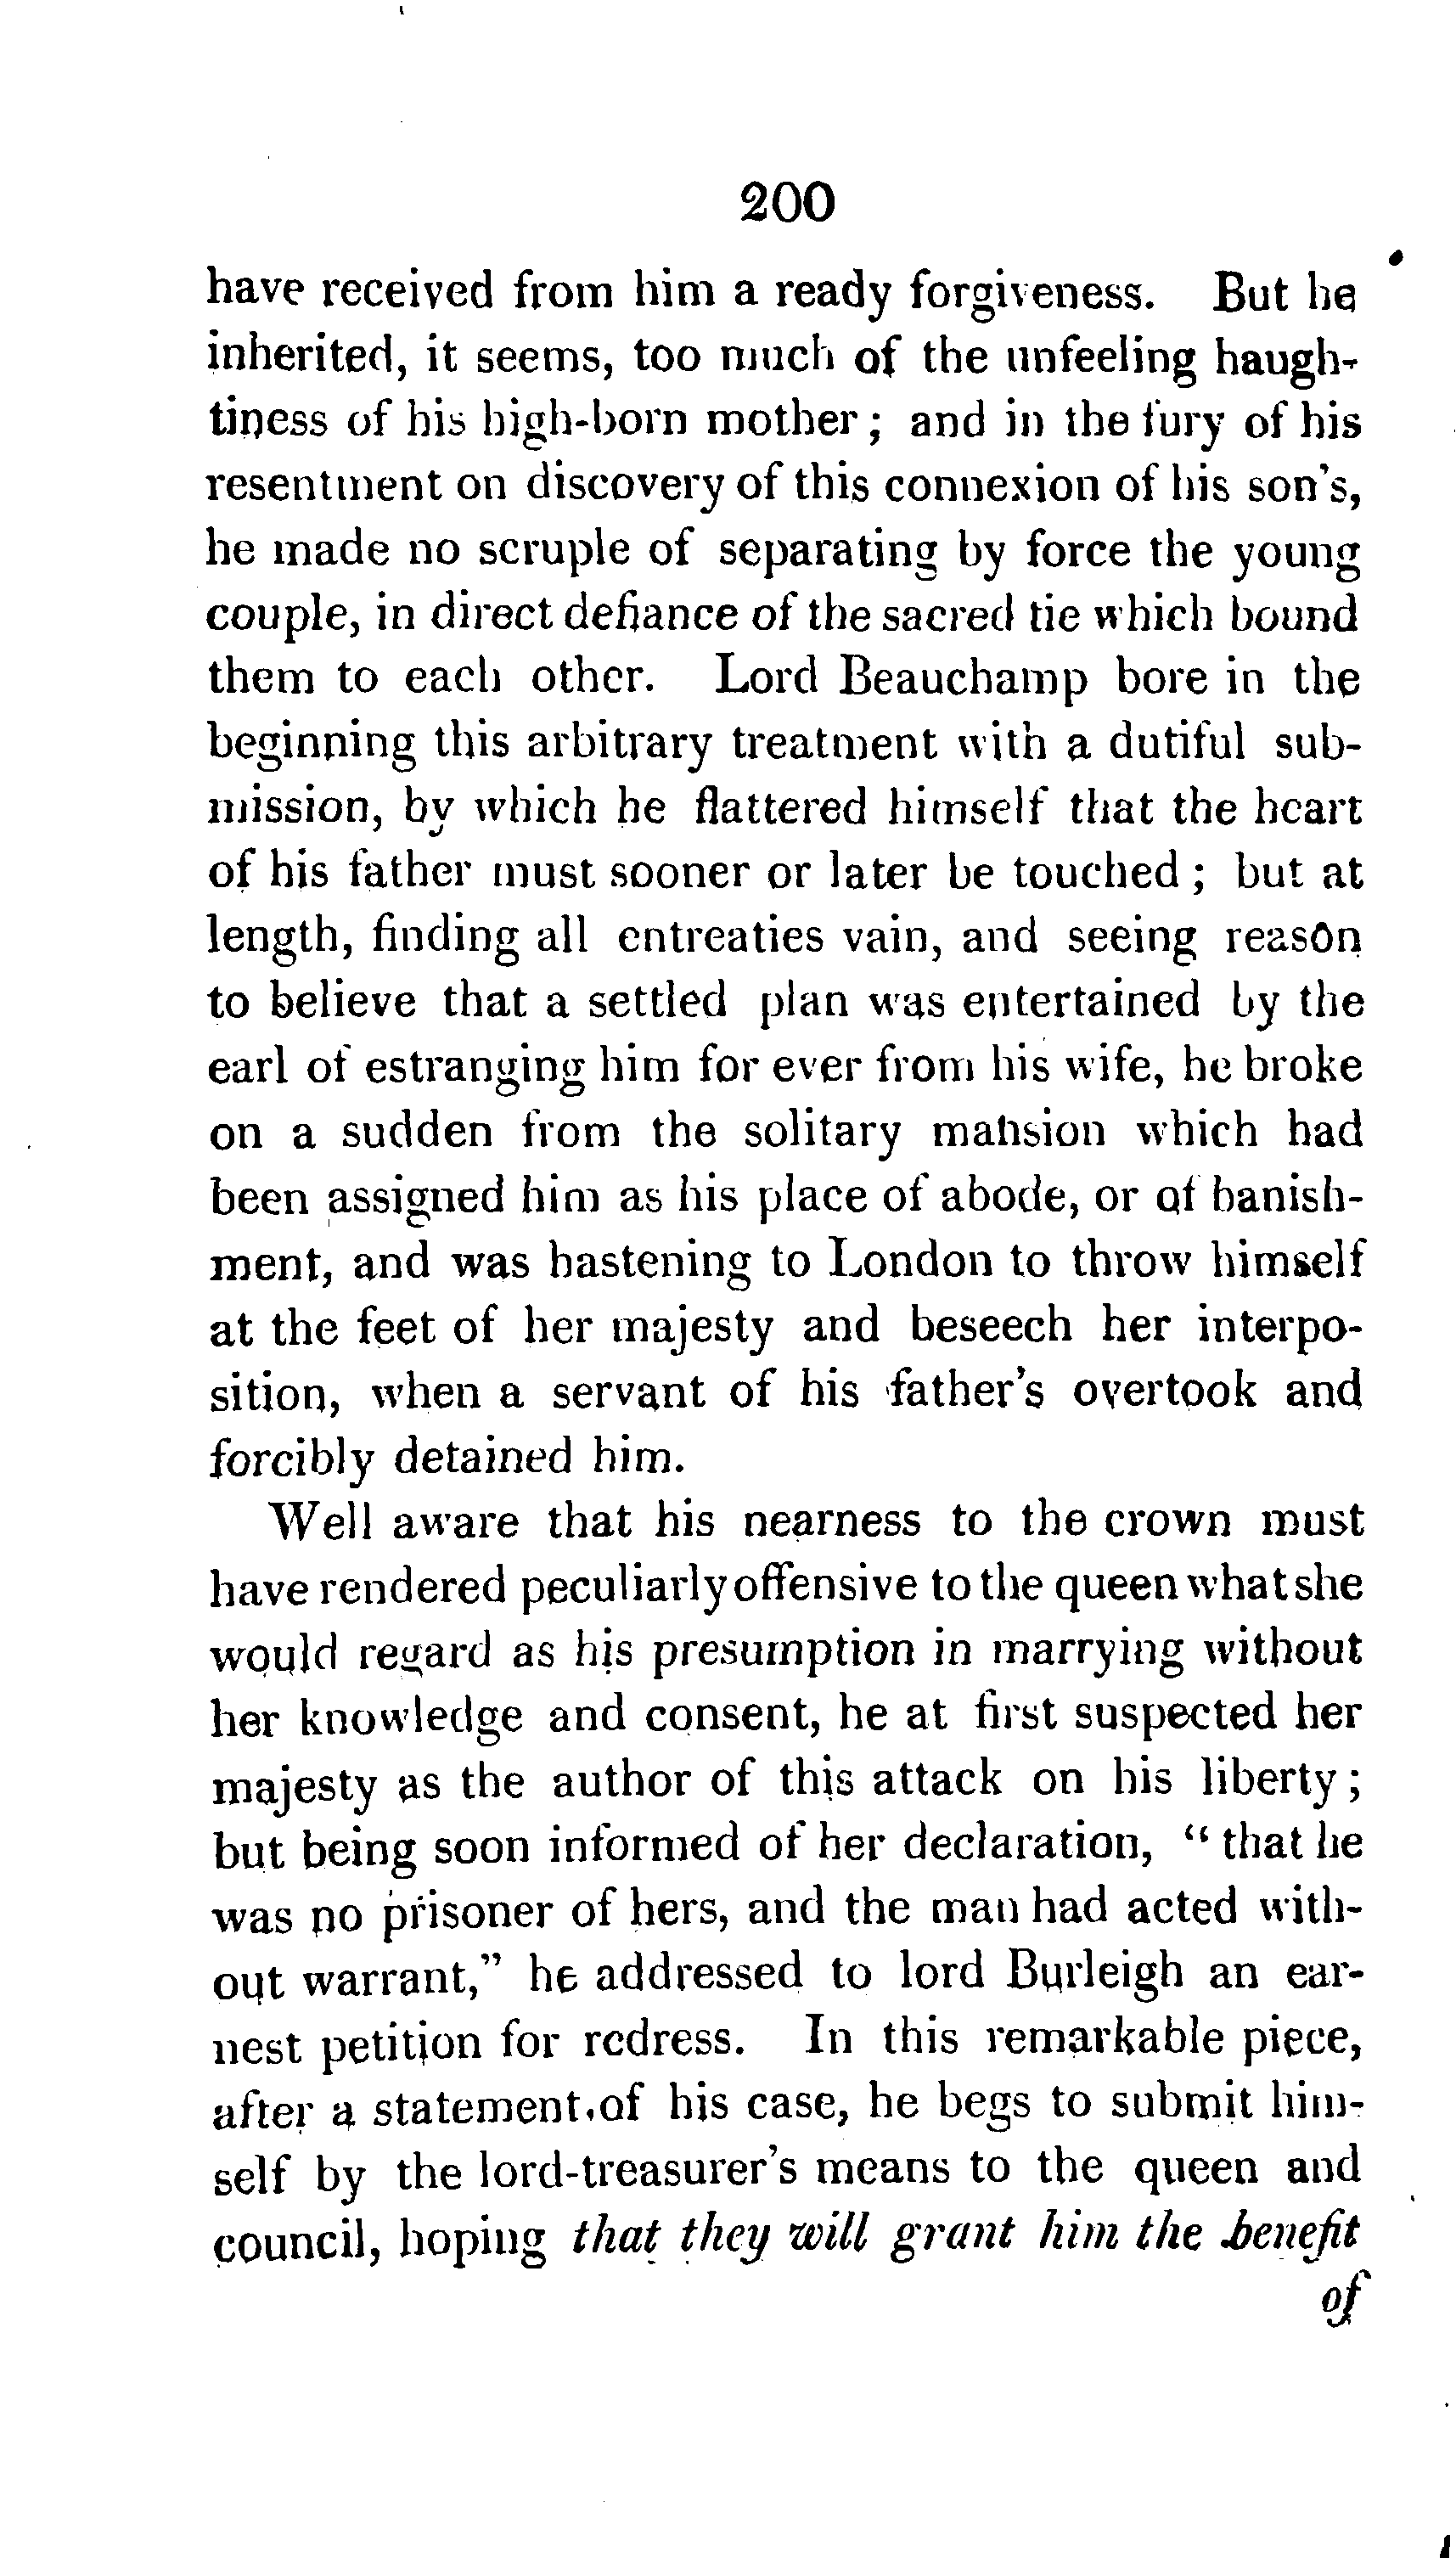 200
have received from him a ready forgiveness. But he
inherited, it seems, too much of the unfeeling haugh-
tiness of his high-born mother; and in the fury of his
resentment on discovery of this connexion of his son's,
he made no scruple of separating by force the young
couple, in direct defiance of the sacred tie which bound
them to each other. Lord Beauchamp bore in the
beginning this arbitrary treatment with a dutiful sub-
mission, by which he flattered himself that the heart
of his father must sooner or later be touched; but at
length, finding all entreaties vain, and seeing reason
to believe that a settled plan was entertained by the
earl of estranging him for ever from his wife, he broke
on a sudden from the solitary mansion which had
been assigned him as his place of abode, or of banish-
ment, and was hastening to London to throw himself
at the feet of her majesty and beseech her interpo-
sition, when a servant of his father's overtook and
forcibly detained him.
Well aware that his nearness to the crown must
have rendered peculiarly offensive to the queen what she
would regard as his presumption in marrying without
her knowledge and consent, he at first suspected her
majesty as the author of this attack on his liberty;
but being soon informed of her declaration, "that he
was no prisoner of hers, and the man had acted with-
out warrant," he addressed to lord Burleigh an ear-
nest petition for redress. In this remarkable piece,
after a statement of his case, he begs to submit him-
self by the lord-treasurer's means to the queen and
council, hoping that they will grant him the benefit
of